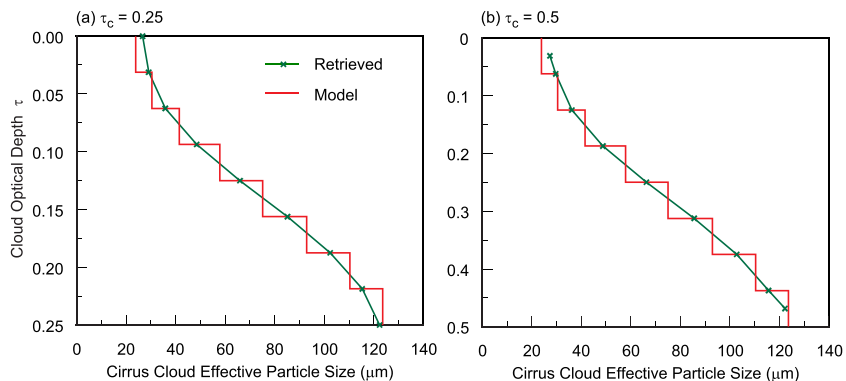 (a) τc = 0.25
0.00
0.05
0.10
0.15
0.20
0.25
Cloud Optical Depth τ
Retrieved
Model
0 20 40 60 80 100 120 140
Cirrus Cloud Effective Particle Size (μm)
(b) τc = 0.5
0
0.1
0.2
0.3
0.4
0.5
0 20 40 60 80 100 120 140
Cirrus Cloud Effective Particle Size (μm)